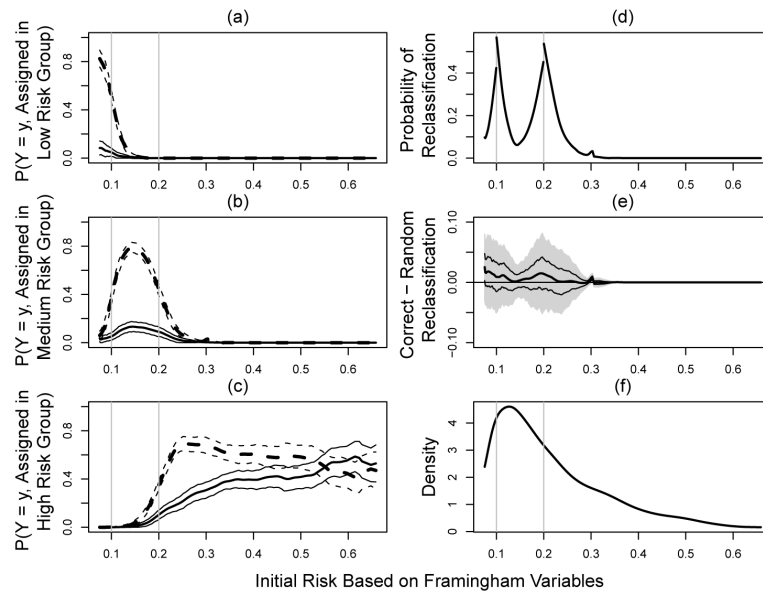 (a)
P(Y = y, Assigned in
Low Risk Group)
0.0 0.4 0.8
0.1 0.2 0.3 0.4 0.5 0.6
(b)
P(Y = y, Assigned in
Medium Risk Group)
0.0 0.4 0.8
0.1 0.2 0.3 0.4 0.5 0.6
(c)
P(Y = y, Assigned in
High Risk Group)
0.0 0.4 0.8
0.1 0.2 0.3 0.4 0.5 0.6
(d)
Probability of
Reclassification
0.0 0.2 0.4
0.1 0.2 0.3 0.4 0.5 0.6
(e)
Correct − Random
Reclassification
−0.10 0.00 0.10
0.1 0.2 0.3 0.4 0.5 0.6
(f)
Density
0 1 2 3 4
0.1 0.2 0.3 0.4 0.5 0.6
Initial Risk Based on Framingham Variables